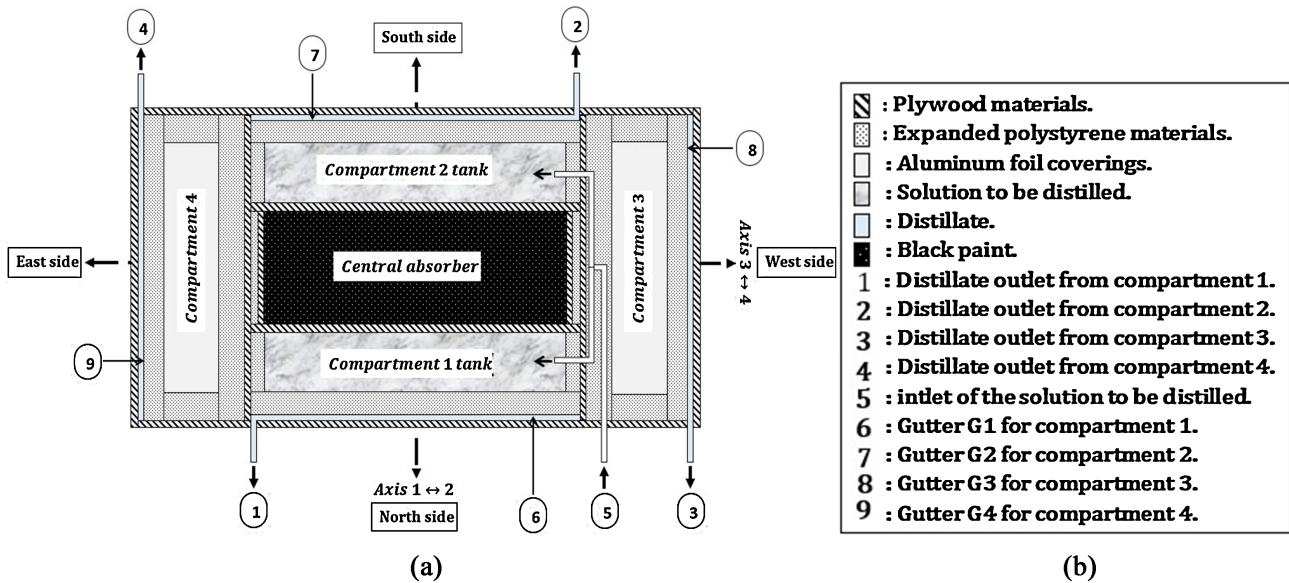 4
2
7
South side
8
Compartment 2 tank
Compartment 4
Compartment 3
Axis 3 ↔ 4
East side
Central absorber
West side
9
Compartment 1 tank
Axis 1 ↔ 2
North side
1
6
5
3
(a)
: Plywood materials.
: Expanded polystyrene materials.
: Aluminum foil coverings.
: Solution to be distilled.
: Distillate.
: Black paint.
1 : Distillate outlet from compartment 1.
2 : Distillate outlet from compartment 2.
3 : Distillate outlet from compartment 3.
4 : Distillate outlet from compartment 4.
5 : intlet of the solution to be distilled.
6 : Gutter G1 for compartment 1.
7 : Gutter G2 for compartment 2.
8 : Gutter G3 for compartment 3.
9 : Gutter G4 for compartment 4.
(b)